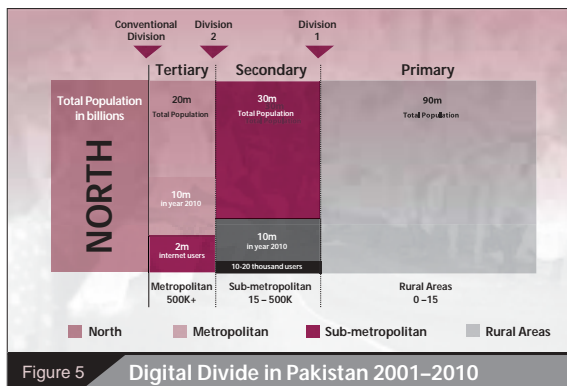 Conventional
Division
Division
2
Division
1
Tertiary
Secondary
Primary
Total Population
in billions
NORTH
20m
Total Population
30m
Total Population
90m
Total Population
10m
in year 2010
2m
internet users
10m
in year 2010
10-20 thousand users
Metropolitan
500K+
Sub-metropolitan
15 – 500K
Rural Areas
0 –15
North
Metropolitan
Sub-metropolitan
Rural Areas
Figure 5
Digital Divide in Pakistan 2001–2010